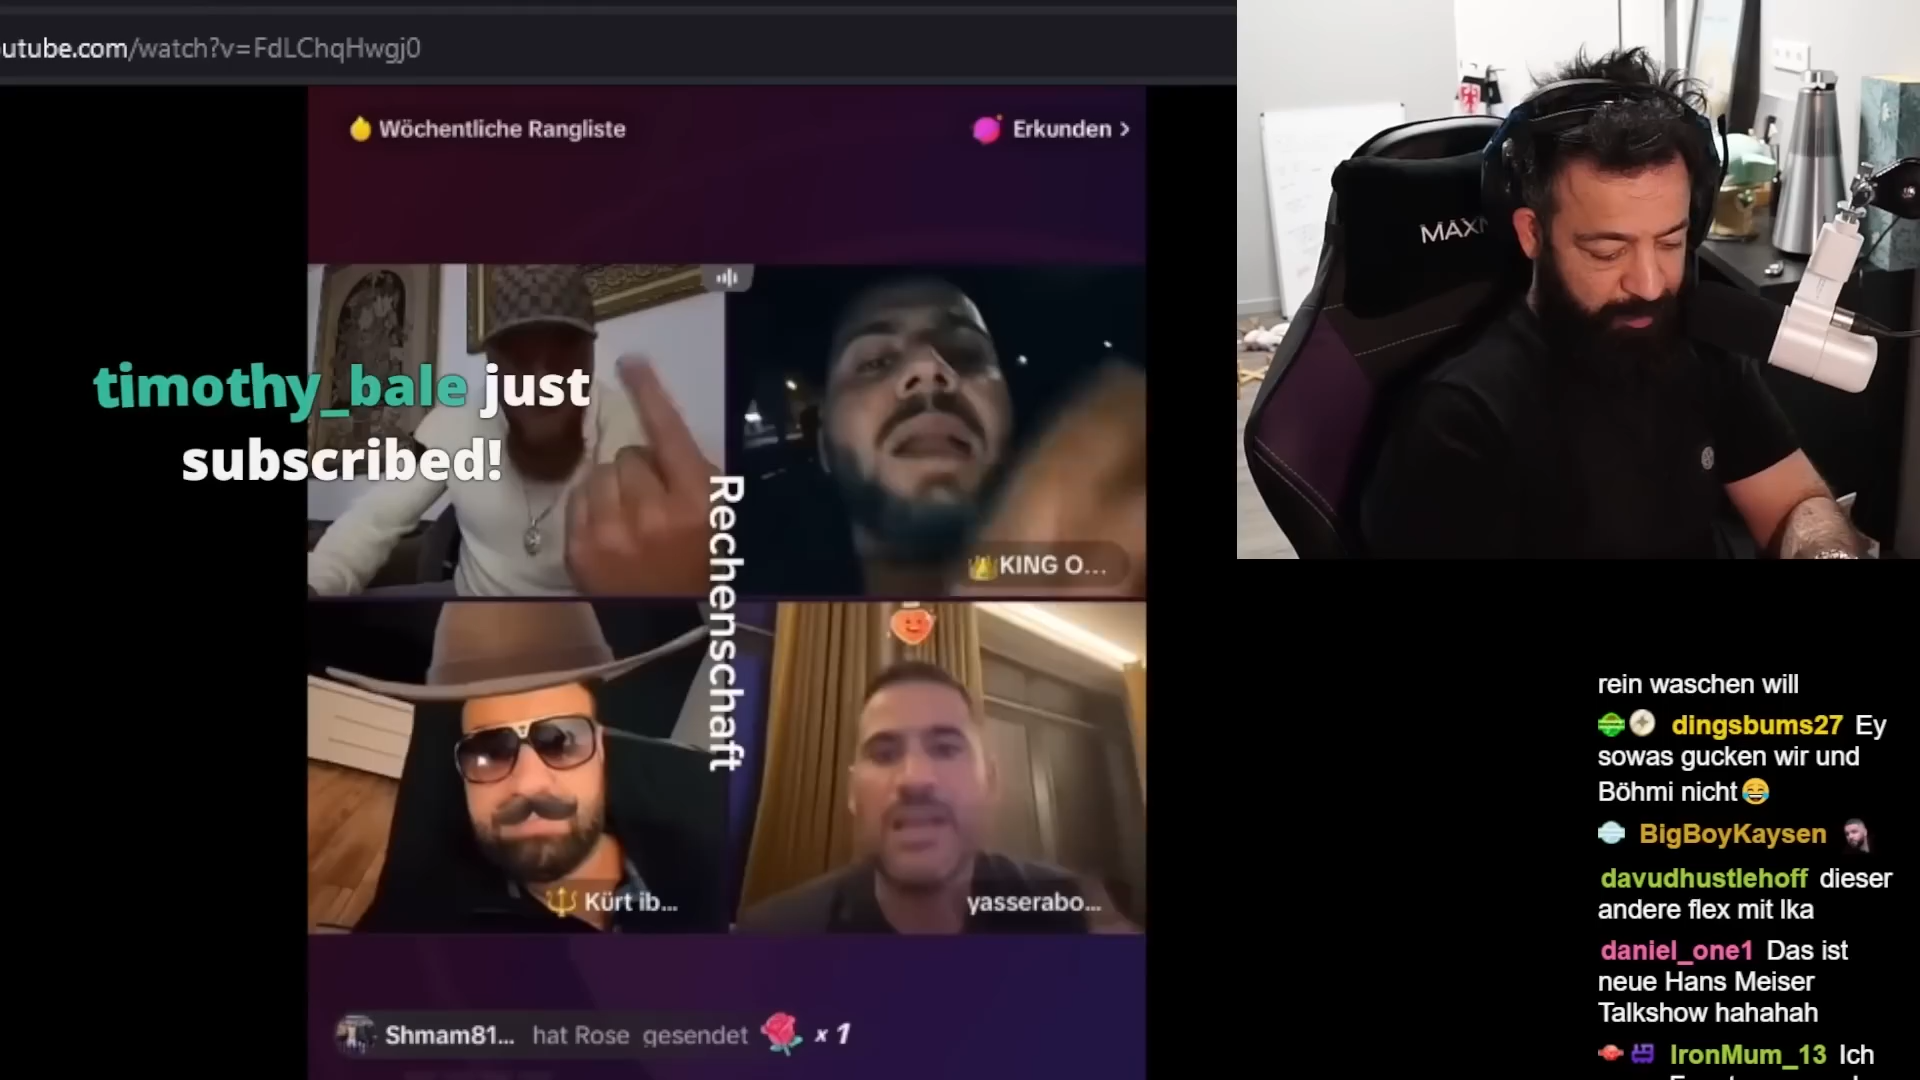 utube.com/watch?v=FdLChqHwgj0
Wöchentliche Rangliste
Erkunden >
MAXN
timothy_bale just
subscribed!
Rechenschaft
KING O...
Kürt ib...
yasserabo...
Shmam81... hat Rose gesendet x 1
rein waschen will
dingsbums27 Ey
sowas gucken wir und
Böhmi nicht😂
BigBoyKaysen
davudhustlehoff dieser
andere flex mit Ika
daniel_one1 Das ist
neue Hans Meiser
Talkshow hahahah
IronMum_13 Ich